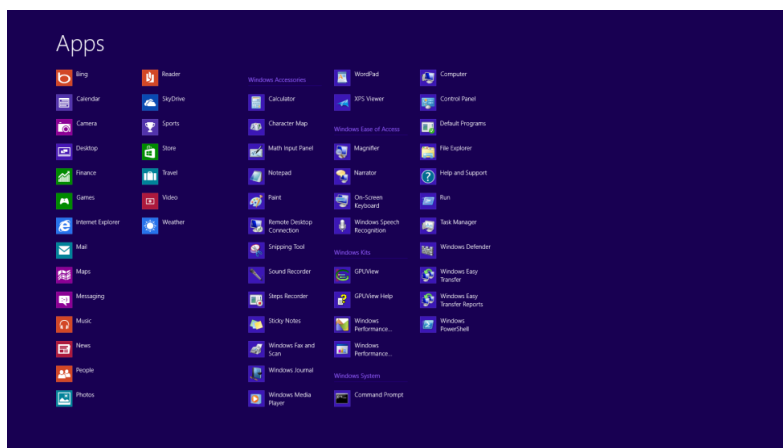 Apps
Bing
Calendar
Camera
Desktop
Finance
Games
Internet Explorer
Mail
Maps
Messaging
Music
News
People
Photos
Reader
SkyDrive
Sports
Store
Travel
Video
Weather
Windows Accessories
Calculator
Character Map
Math Input Panel
Notepad
Paint
Remote Desktop
Connection
Snipping Tool
Sound Recorder
Steps Recorder
Sticky Notes
Windows Fax and
Scan
Windows Journal
Windows Media
Player
WordPad
XPS Viewer
Windows Ease of Access
Magnifier
Narrator
On-Screen
Keyboard
Windows Speech
Recognition
Windows Kits
GPUView
GPUView Help
Windows
Performance...
Windows
Performance...
Windows System
Command Prompt
Computer
Control Panel
Default Programs
File Explorer
Help and Support
Run
Task Manager
Windows Defender
Windows Easy
Transfer
Windows Easy
Transfer Reports
Windows
PowerShell